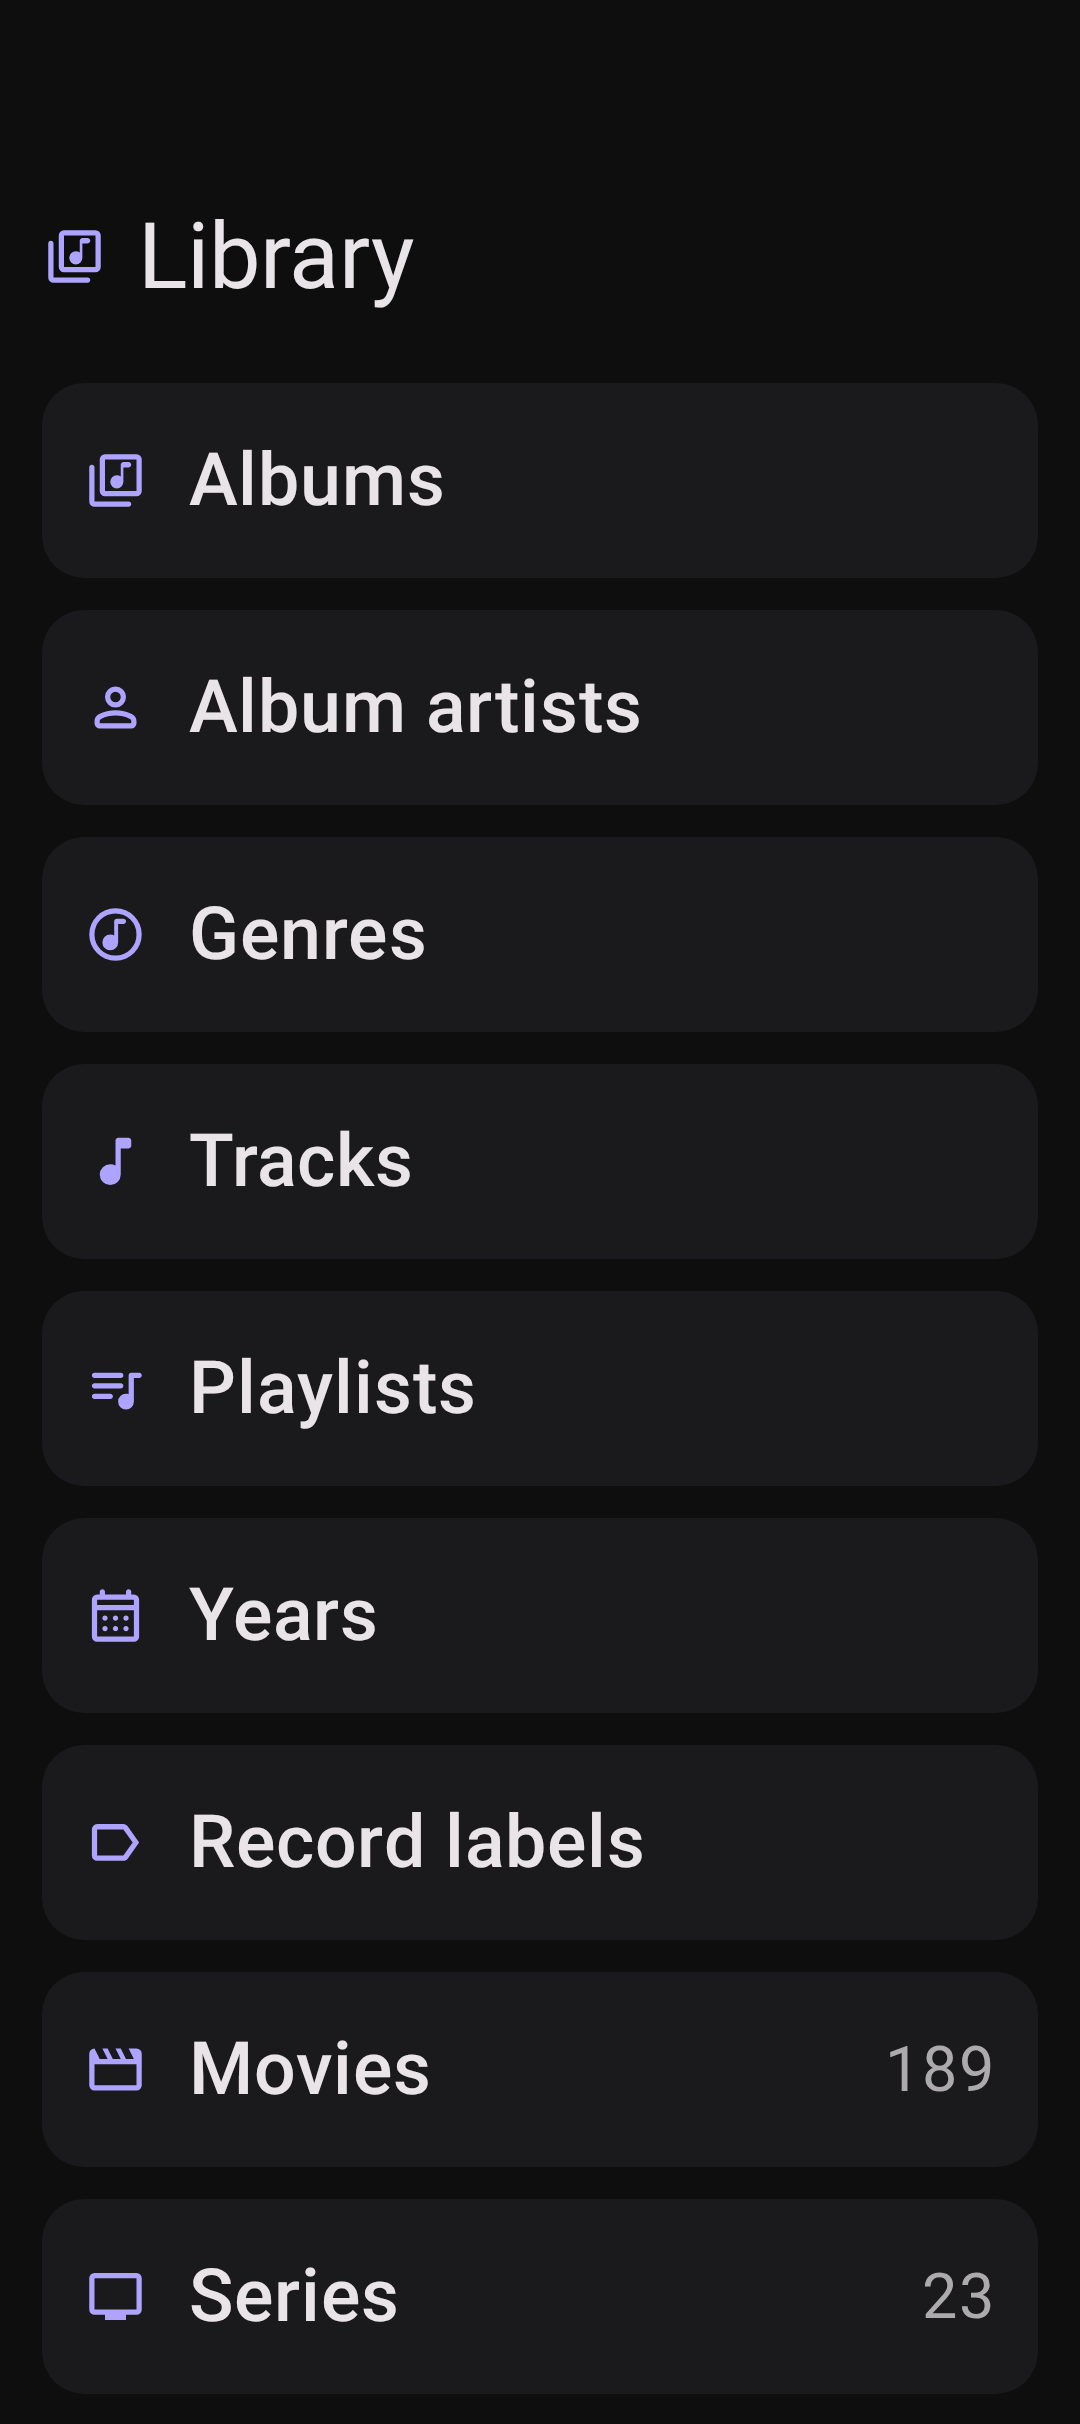 Library
Albums
Album artists
Genres
Tracks
Playlists
Years
Record labels
Movies 189
Series 23